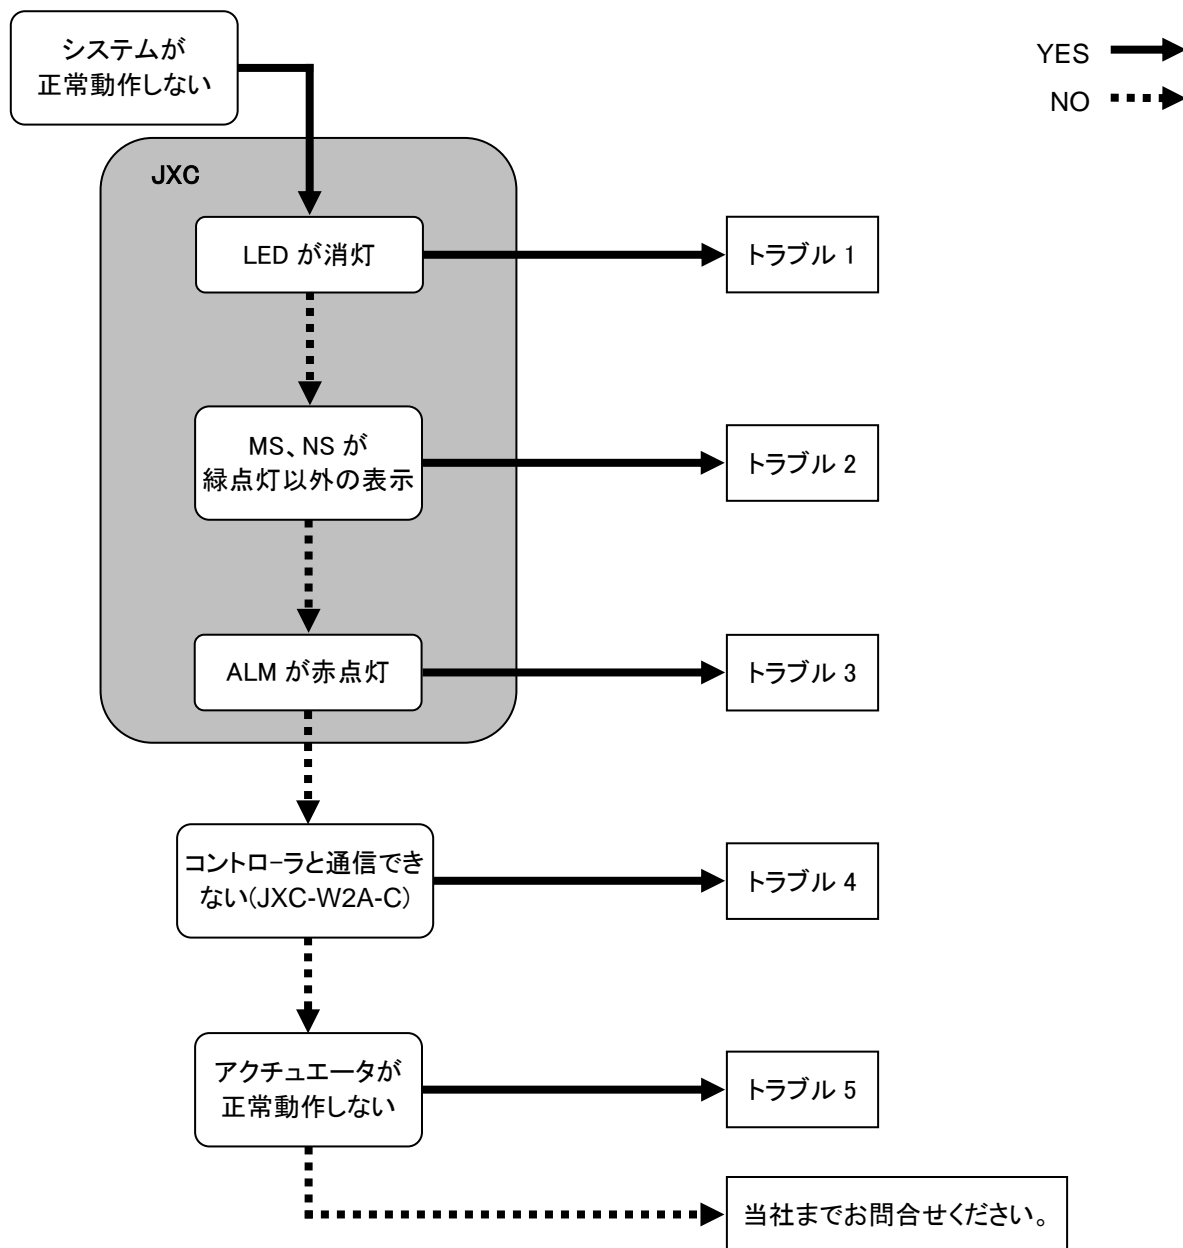 システムが
正常動作しない
YES
NO
JXC
LED が消灯
トラブル 1
MS、NS が
緑点灯以外の表示
トラブル 2
ALM が赤点灯
トラブル 3
コントロ-ラと通信でき
ない(JXC-W2A-C)
トラブル 4
アクチュエータが
正常動作しない
トラブル 5
当社までお問合せください。